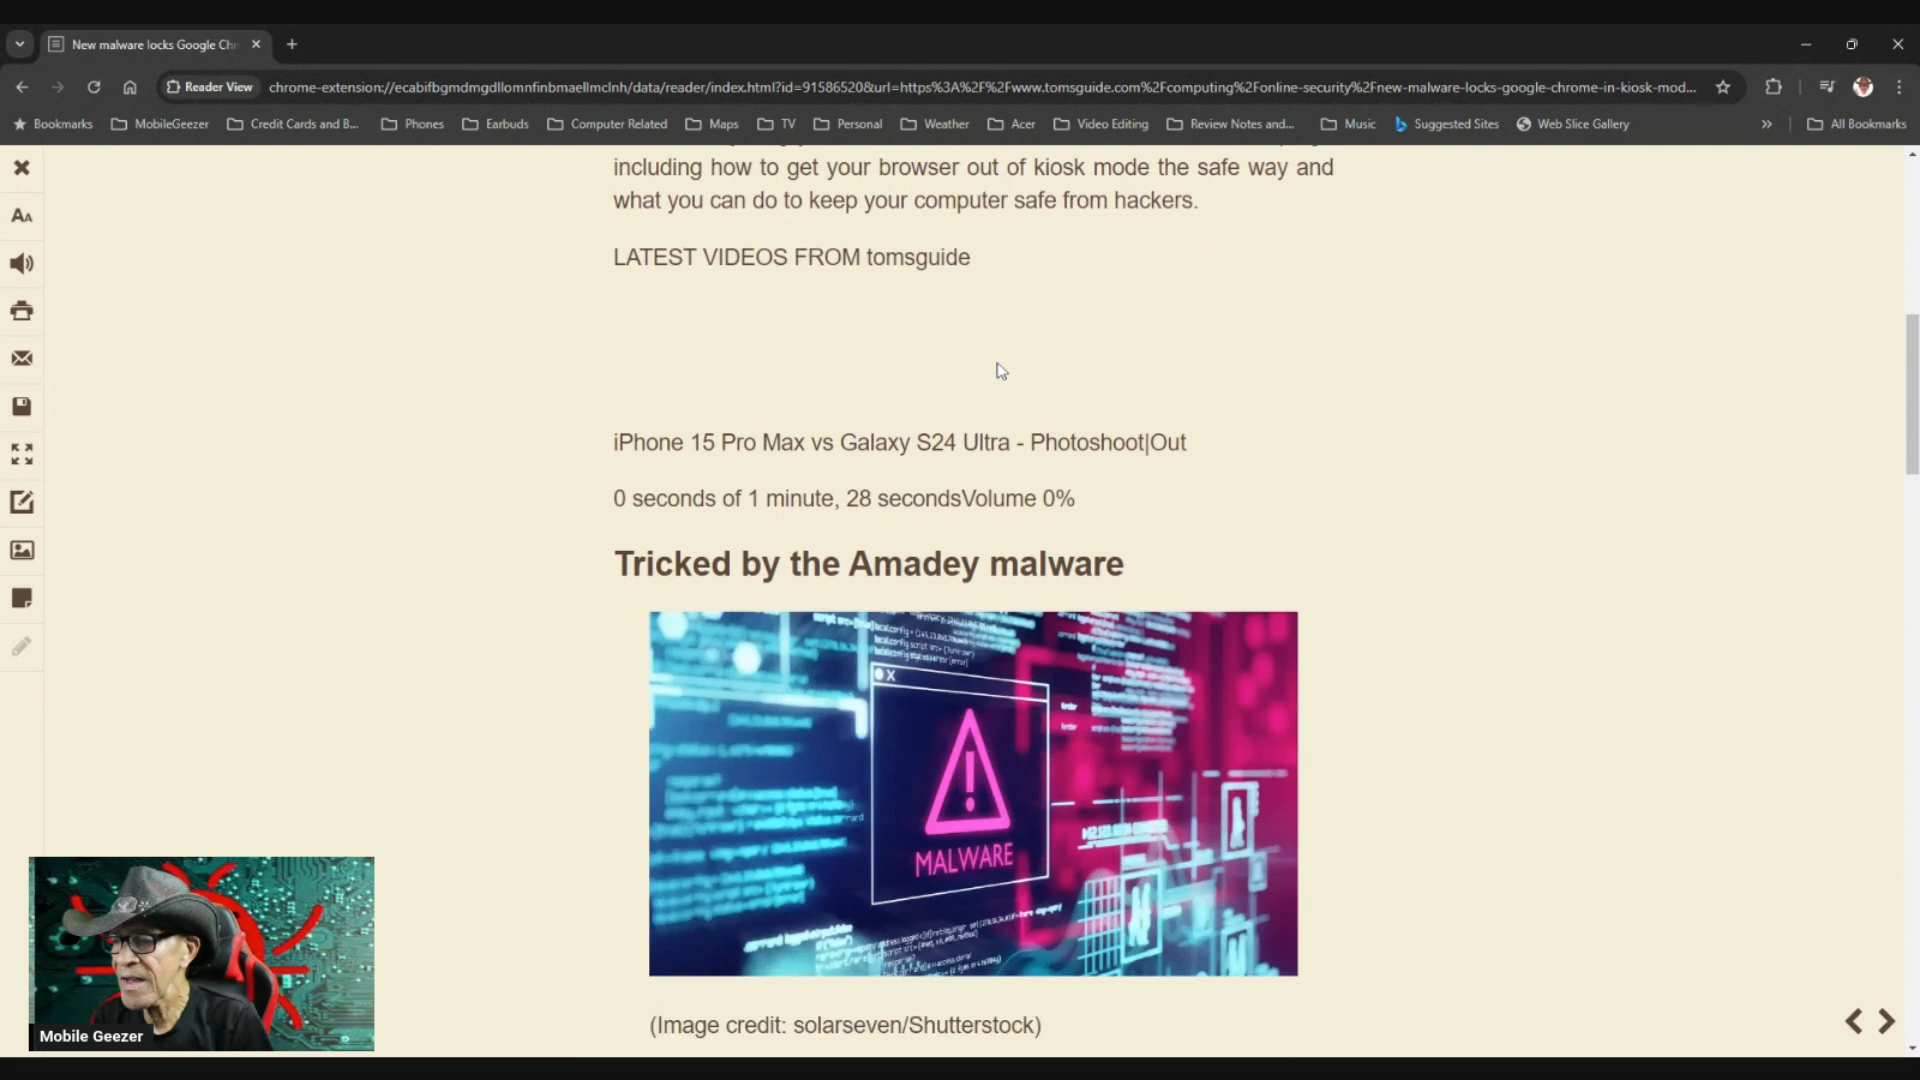 New malware locks Google Chr
Reader View
chrome-extension://ecabifbgmdmgdllomnfinbmaellmclnh/data/reader/index.html?id=91586520&url=https%3A%2F%2Fwww.tomsguide.com%2Fcomputing%2Fonline-security%2Fnew-malware-locks-google-chrome-in-kiosk-mod...
Bookmarks
MobileGeezer
Credit Cards and B...
Phones
Earbuds
Computer Related
Maps
TV
Personal
Weather
Acer
Video Editing
Review Notes and...
Music
Suggested Sites
Web Slice Gallery
»
All Bookmarks
including how to get your browser out of kiosk mode the safe way and
what you can do to keep your computer safe from hackers.
LATEST VIDEOS FROM tomsguide
iPhone 15 Pro Max vs Galaxy S24 Ultra - Photoshoot|Out
0 seconds of 1 minute, 28 secondsVolume 0%
Tricked by the Amadey malware
X
MALWARE
(Image credit: solarseven/Shutterstock)
Mobile Geezer